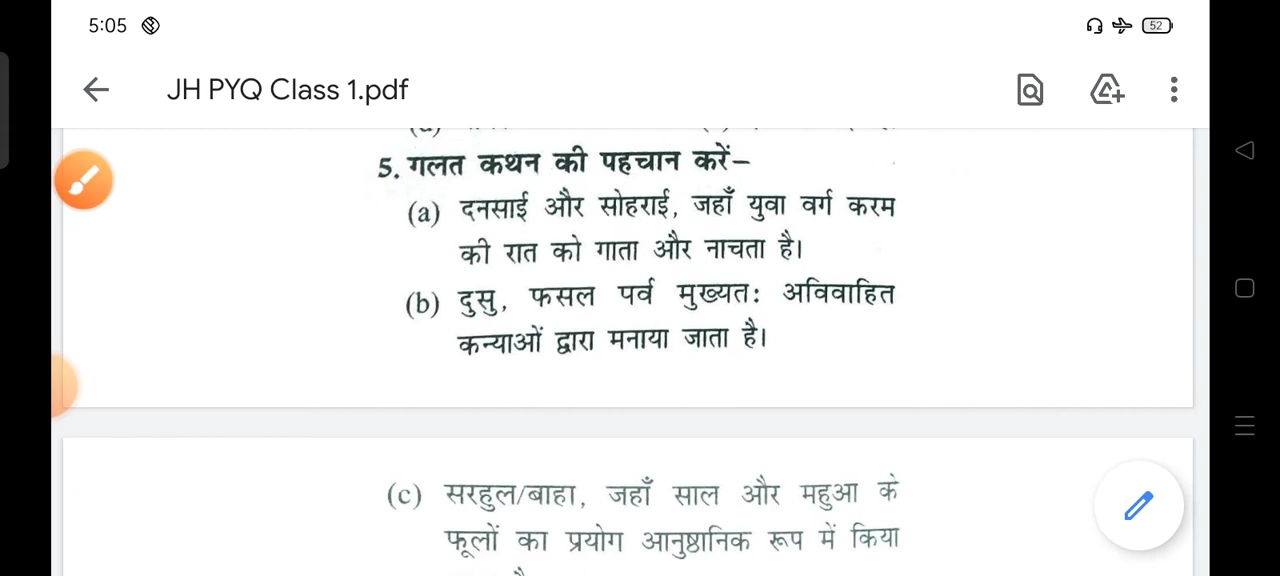 5:05
52
JH PYQ Class 1.pdf
5. गलत कथन की पहचान करें–
(a) दनसाई और सोहराई, जहाँ युवा वर्ग करम
की रात को गाता और नाचता है।
(b) दुसु, फसल पर्व मुख्यतः अविवाहित
कन्याओं द्वारा मनाया जाता है।
(c) सरहुल/बाहा, जहाँ साल और महुआ के
फूलों का प्रयोग आनुष्ठानिक रूप में किया